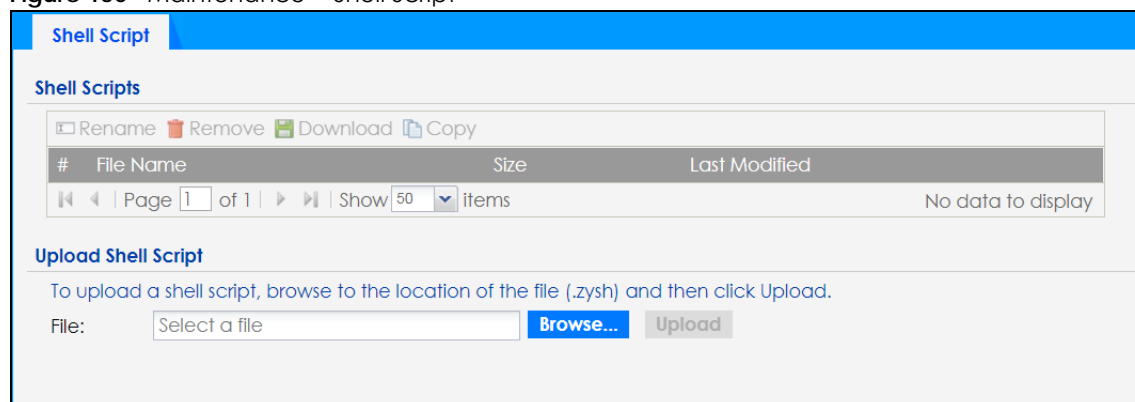 Shell Script
Shell Scripts
Rename Remove Download Copy
# File Name Size Last Modified
Page 1 of 1 Show 50 items No data to display
Upload Shell Script
To upload a shell script, browse to the location of the file (.zysh) and then click Upload.
File: Select a file Browse... Upload